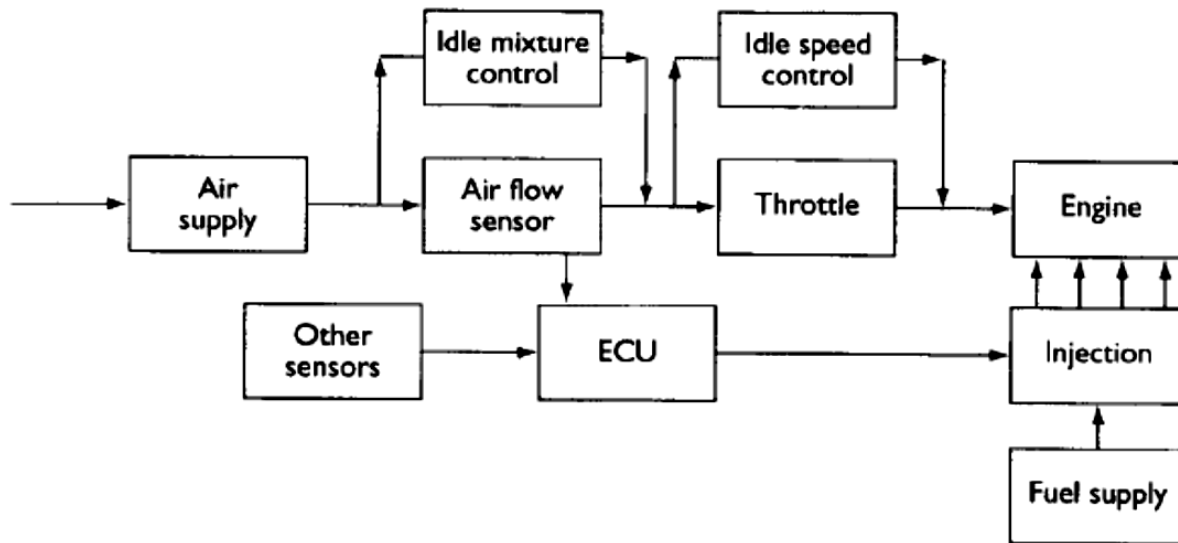 Idle mixture
control
Idle speed
control
Air
supply
Air flow
sensor
Throttle
Engine
Other
sensors
ECU
Injection
Fuel supply